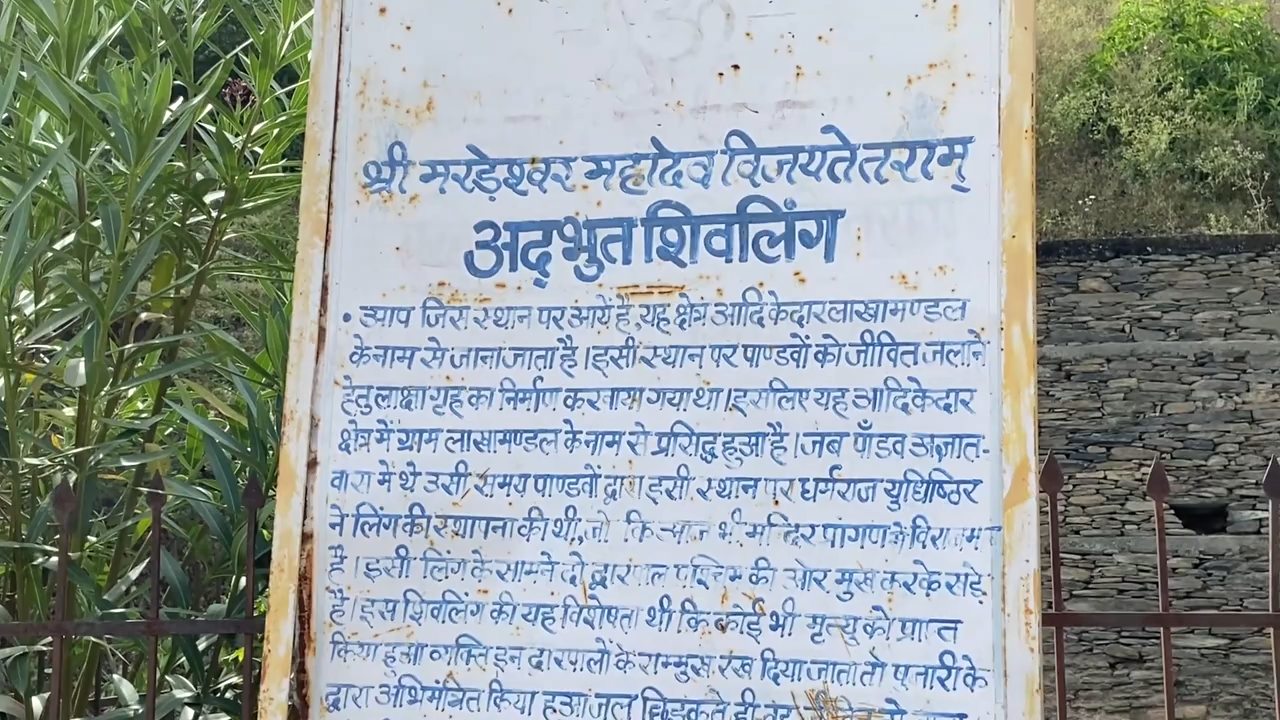 श्री मरड़ेश्वर महादेव विजयतेतराम्
अद्भुत शिवलिंग
• आप जिस स्थान पर आयें है, यह क्षेत्र आदि केदार लाखामण्डल
के नाम से जाना जाता है। इसी स्थान पर पाण्डवों को जीवित जलाने
हेतु लाक्षा गृह का निर्माण करवाया गया था। इसलिए यह आदि केदार
क्षेत्र में ग्राम लाखामण्डल के नाम से प्रसिद्ध हुआ है। जब पाँडव अज्ञात-
वास में थे उसी समय पाण्डवों द्वारा इसी स्थान पर धर्मराज युधिष्ठिर
ने लिंग की स्थापना की थी, जो कि आज भी मन्दिर प्रांगण में विराजमान
है। इसी लिंग के सामने दो द्वारपाल पश्चिम की ओर मुख करके खड़े
है। इस शिवलिंग की यह विशेषता थी कि कोई भी मृत्यु को प्राप्त
किया हुआ व्यक्ति इन द्वारपालों के सम्मुख रख दिया जाता तो पुजारी के
द्वारा अभिमंत्रित किया हुआ जल छिड़कते ही वह